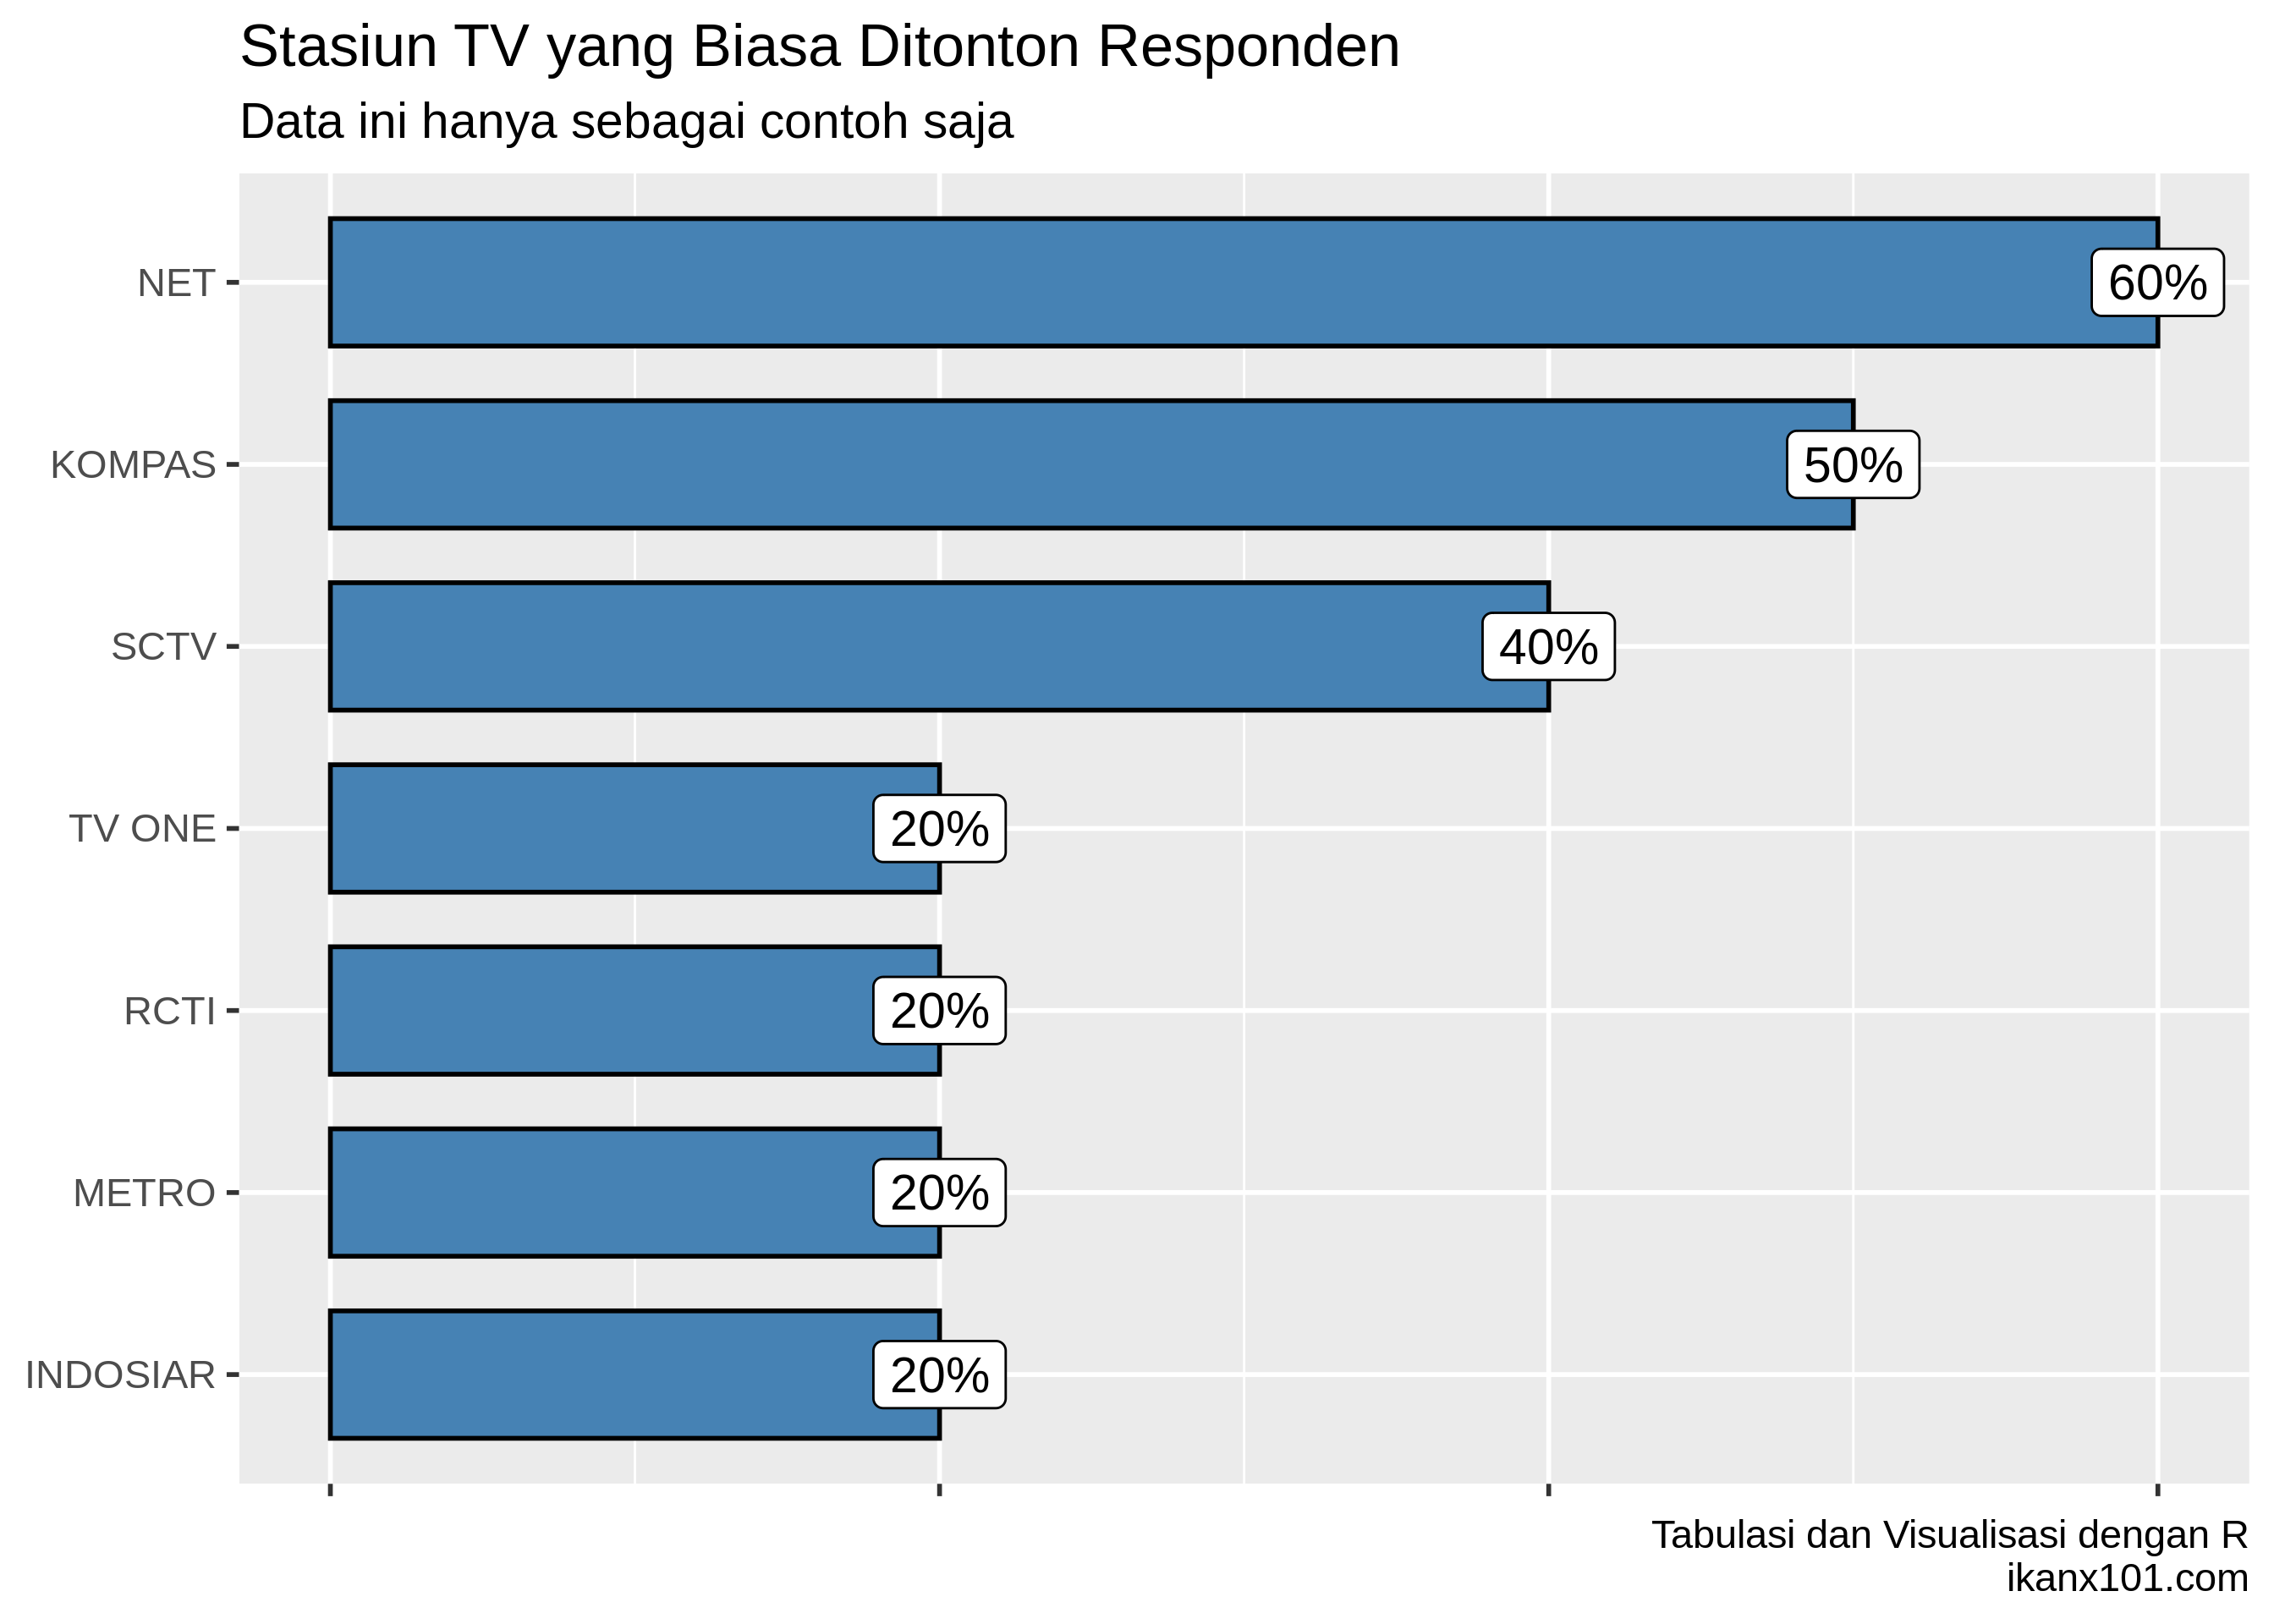 Stasiun TV yang Biasa Ditonton Responden
Data ini hanya sebagai contoh saja
NET
60%
KOMPAS
50%
SCTV
40%
TV ONE
20%
RCTI
20%
METRO
20%
INDOSIAR
20%
Tabulasi dan Visualisasi dengan R
ikanx101.com